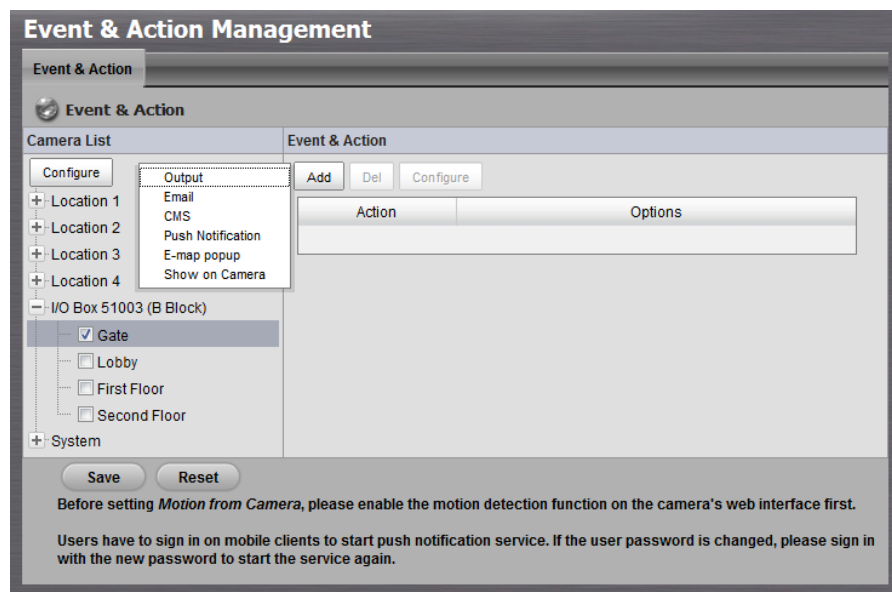 Event & Action Management
Event & Action
Event & Action
Camera List
Event & Action
Configure
Output
Email
CMS
Push Notification
E-map popup
Show on Camera
Add Del Configure
Action Options
Location 1
Location 2
Location 3
Location 4
I/O Box 51003 (B Block)
Gate
Lobby
First Floor
Second Floor
System
Save Reset
Before setting Motion from Camera, please enable the motion detection function on the camera's web interface first.
Users have to sign in on mobile clients to start push notification service. If the user password is changed, please sign in
with the new password to start the service again.